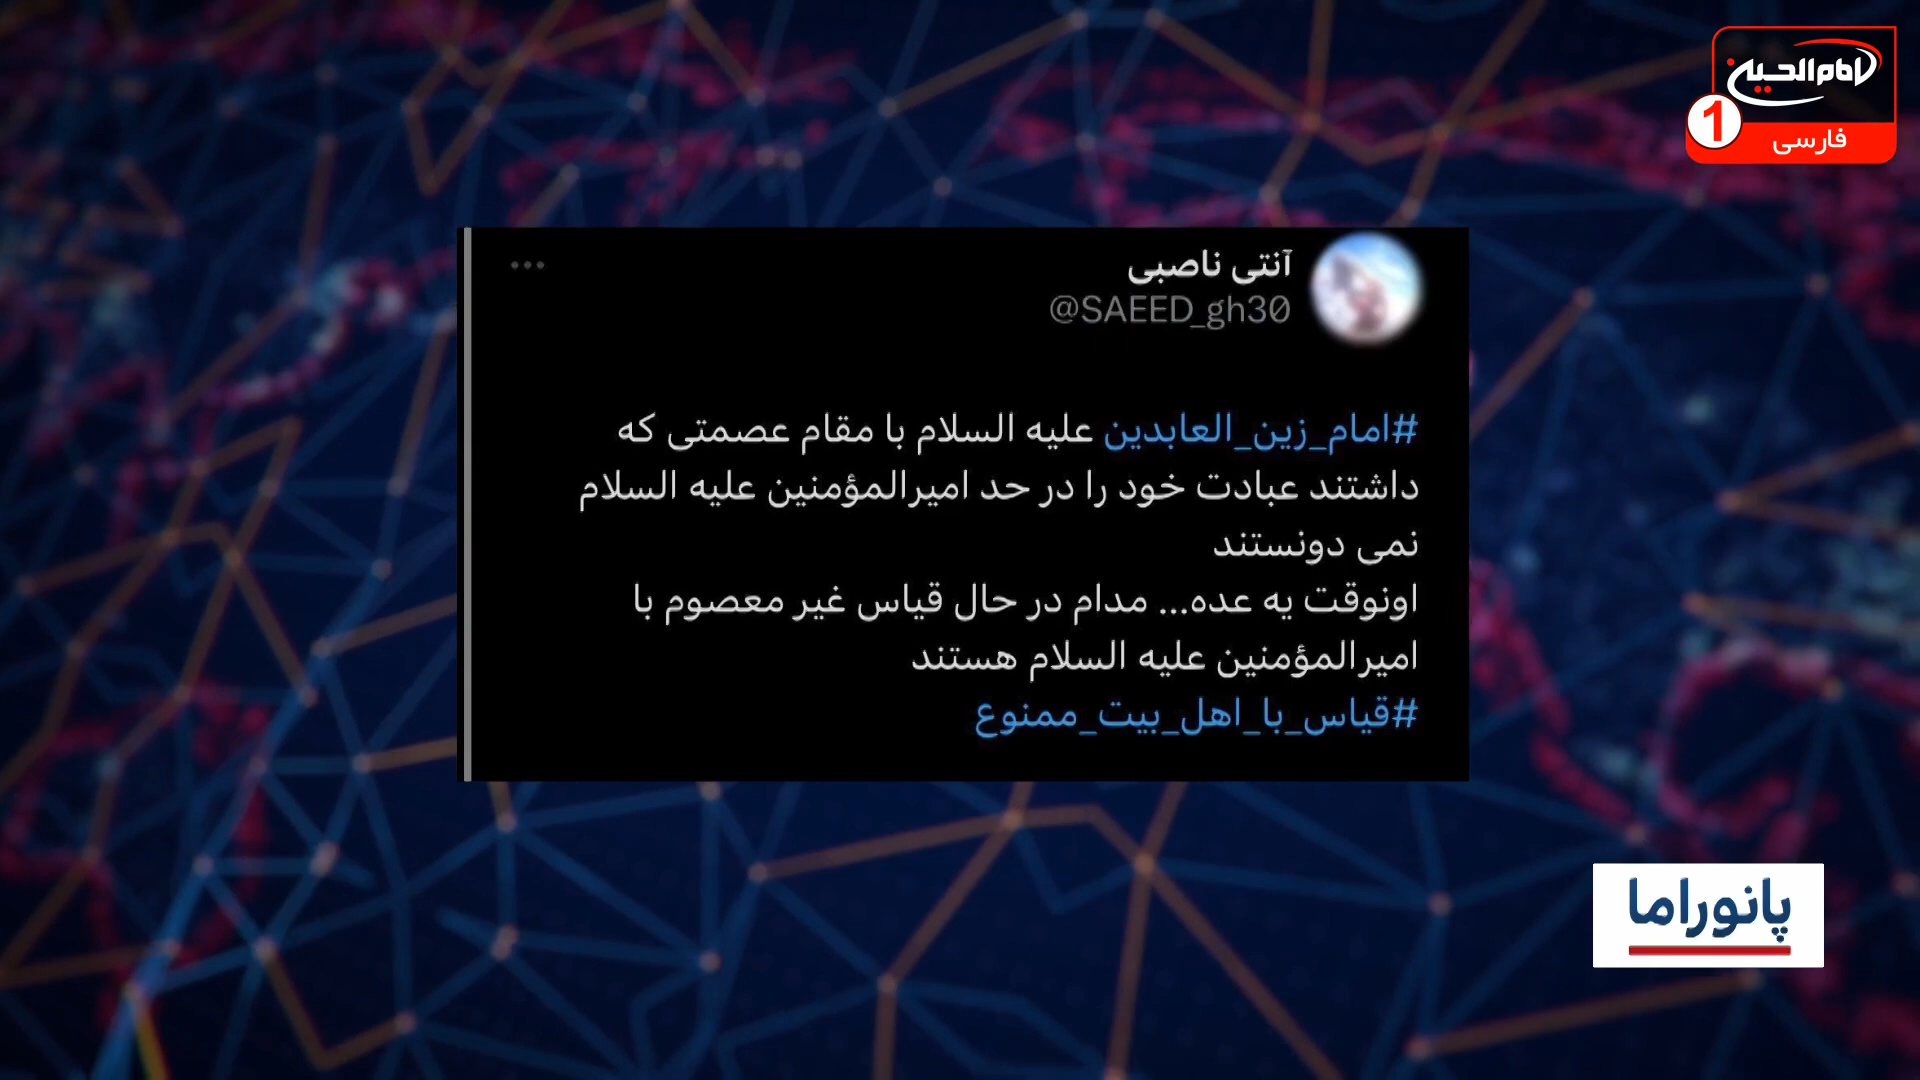 امام الحسین
1
فارسی
آنتی ناصبی
@SAEED_gh30
#امام_زین_العابدین علیه السلام با مقام عصمتی که
داشتند عبادت خود را در حد امیرالمؤمنین علیه السلام
نمی دونستند
اونوقت یه عده... مدام در حال قیاس غیر معصوم با
امیرالمؤمنین علیه السلام هستند
#قیاس_با_اهل_بیت_ممنوع
پانوراما